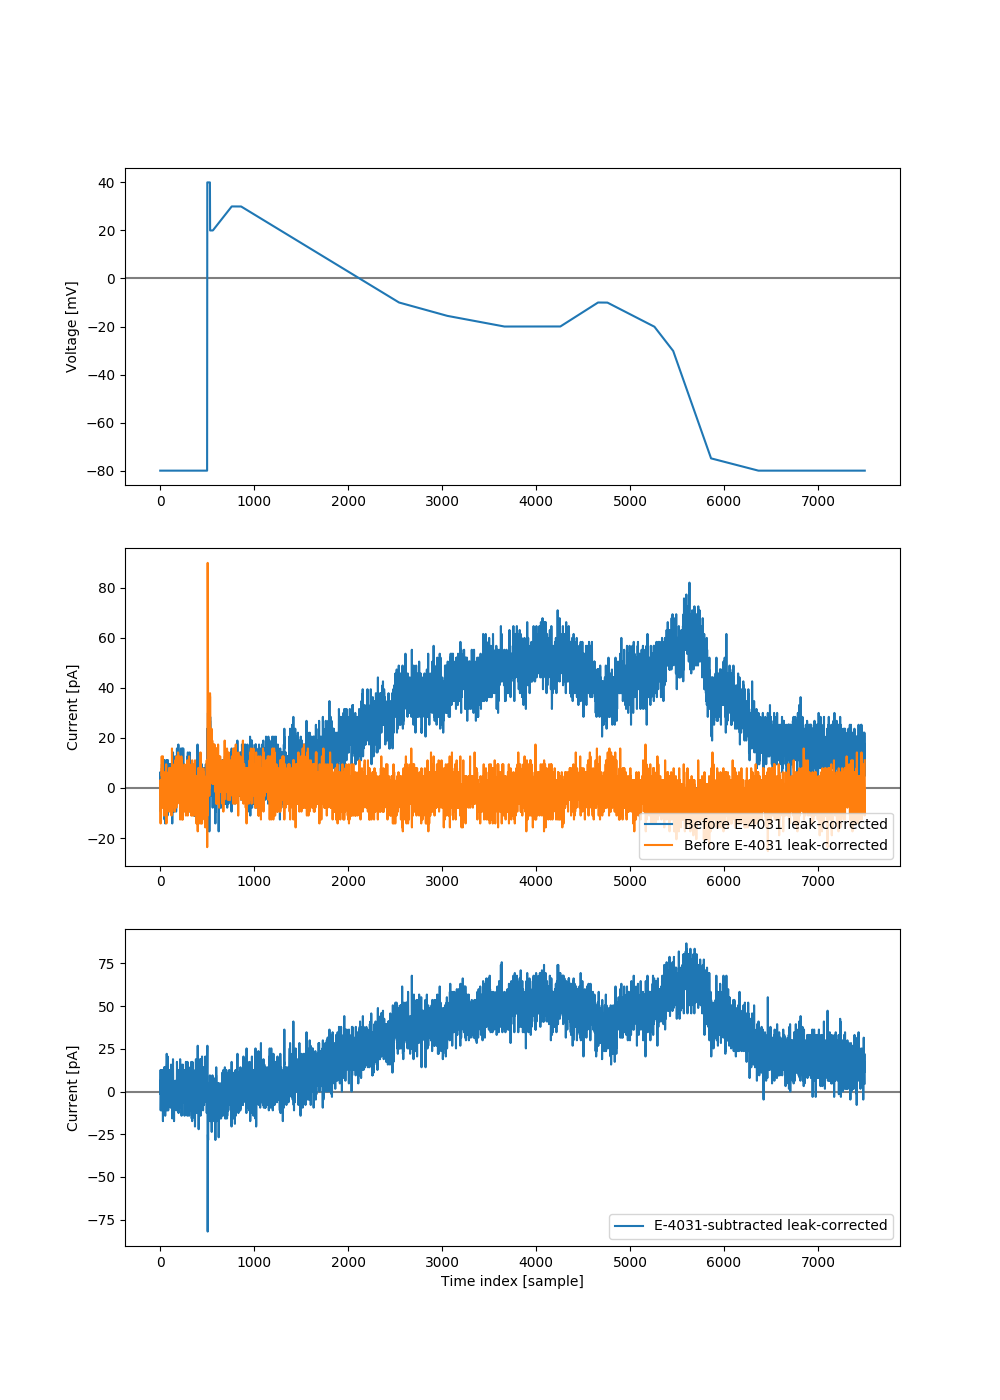 Voltage [mV]
40
20
0
−20
−40
−60
−80
0 1000 2000 3000 4000 5000 6000 7000
Current [pA]
80
60
40
20
0
−20
Before E-4031 leak-corrected
Before E-4031 leak-corrected
0 1000 2000 3000 4000 5000 6000 7000
Current [pA]
75
50
25
0
−25
−50
−75
E-4031-subtracted leak-corrected
0 1000 2000 3000 4000 5000 6000 7000
Time index [sample]